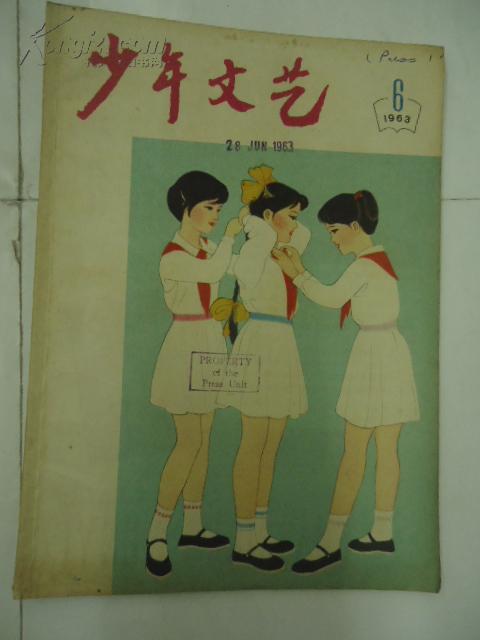 (Press)
少年文艺
6
1963
28 JUN 1963
PROPERTY
of the
Press Unit